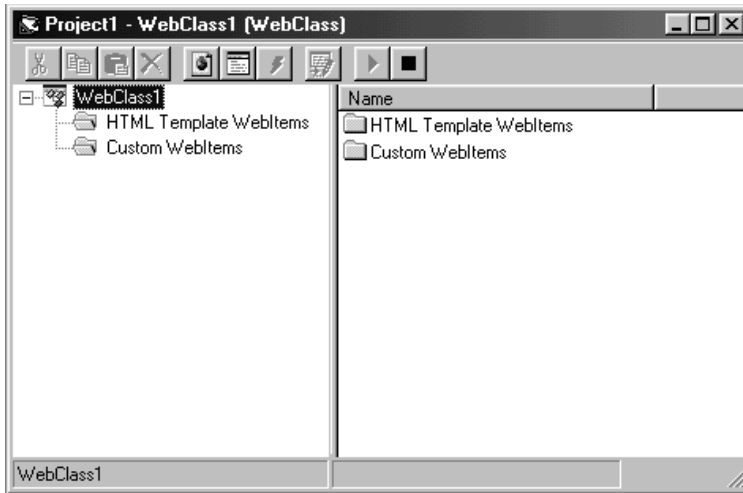 Project1 - WebClass1 (WebClass)
WebClass1
HTML Template WebItems
Custom WebItems
Name
HTML Template WebItems
Custom WebItems
WebClass1